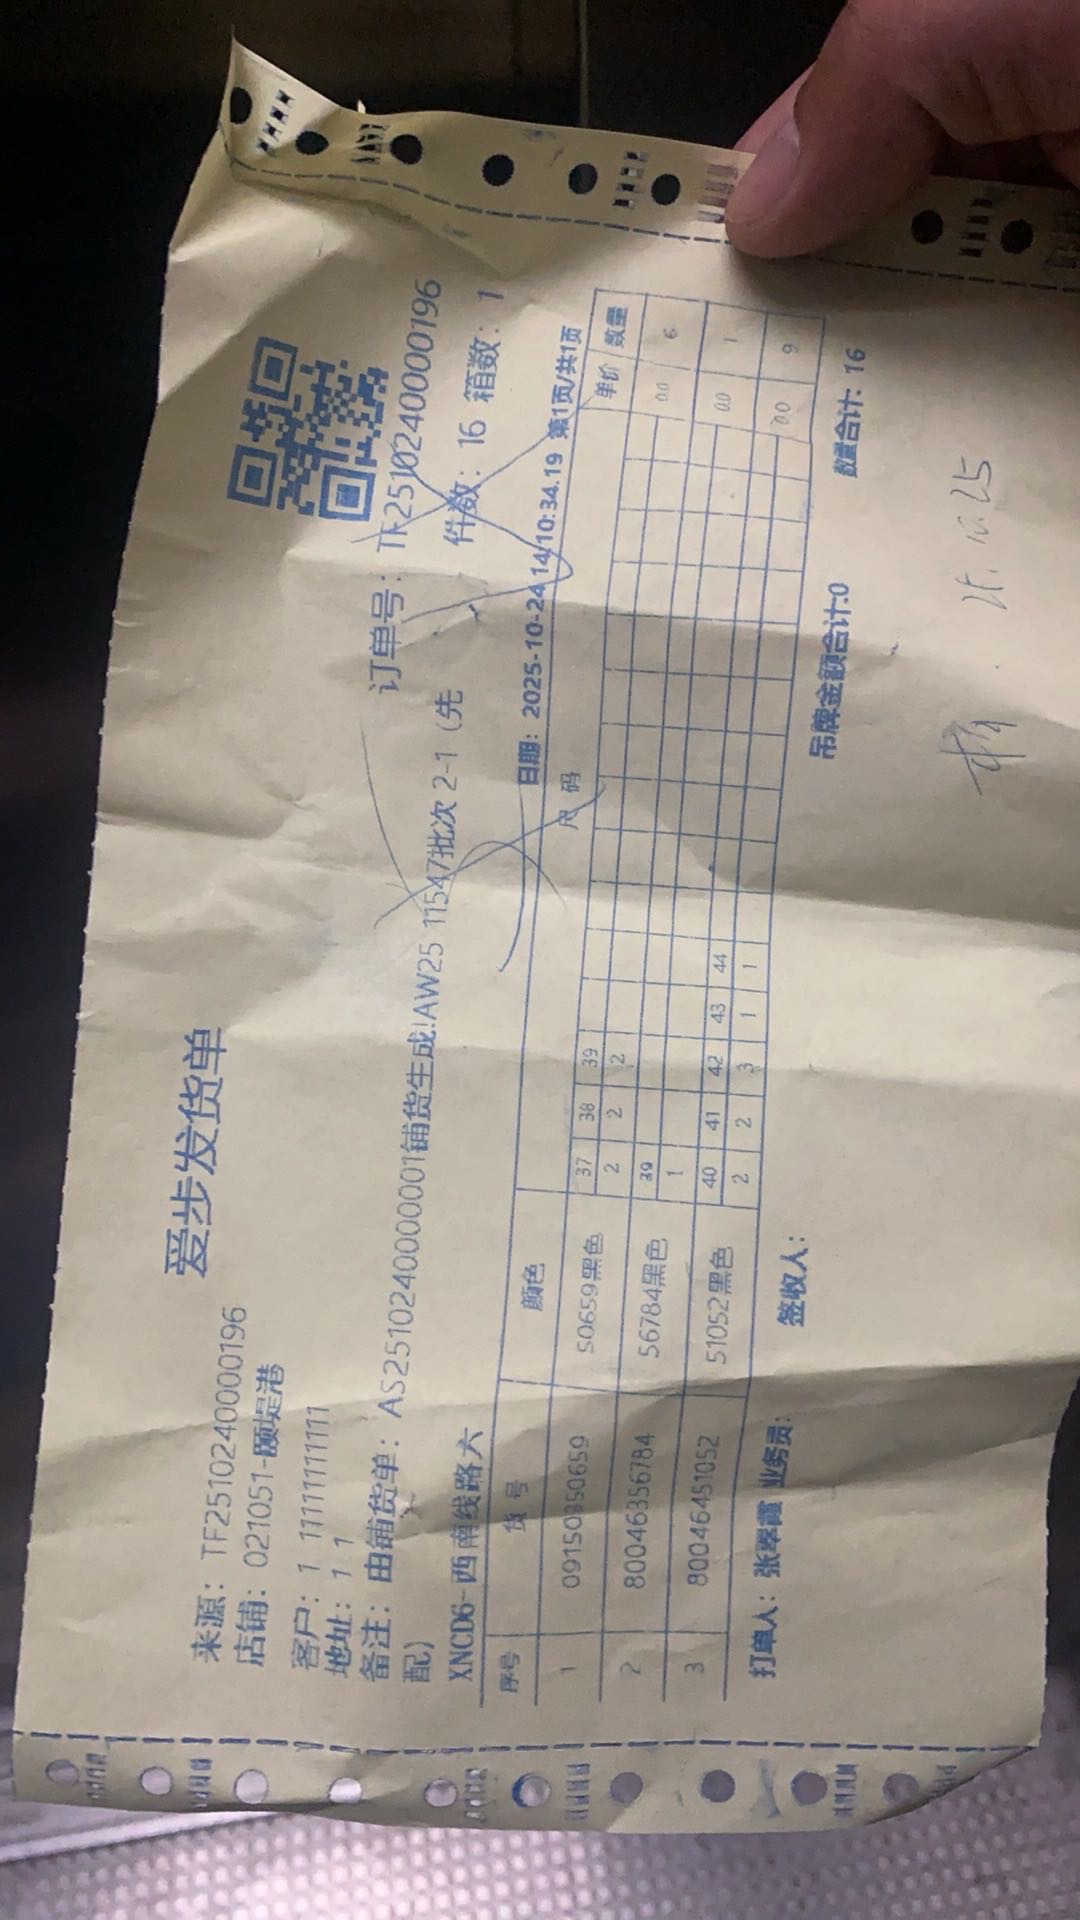 爱步发货单
来源：TF2510240000196
店铺：021051-颐堤港
订单号：TF2510240000196
客户：1 11111111111
件数：16 箱数：1
地址：1 1
备注：由铺货单：AS251024000001铺货生成!AW25 11547批次 2-1（先
配）
XNCD6-西南线路六
日期：2025-10-24 14/10:34.19 第1页/共1页
序号 货号 颜色 尺码 单价 数量
37 38 39
1 09150350659 50659黑色 2 2 2 0.0 6
39
2 80046356784 56784黑色 1 0.0 1
40 41 42 43 44
3 80046451052 51052黑色 2 2 3 1 1 0.0 9
打单人：张翠霞 业务员： 签收人： 吊牌金额合计:0 数量合计：16
10.25